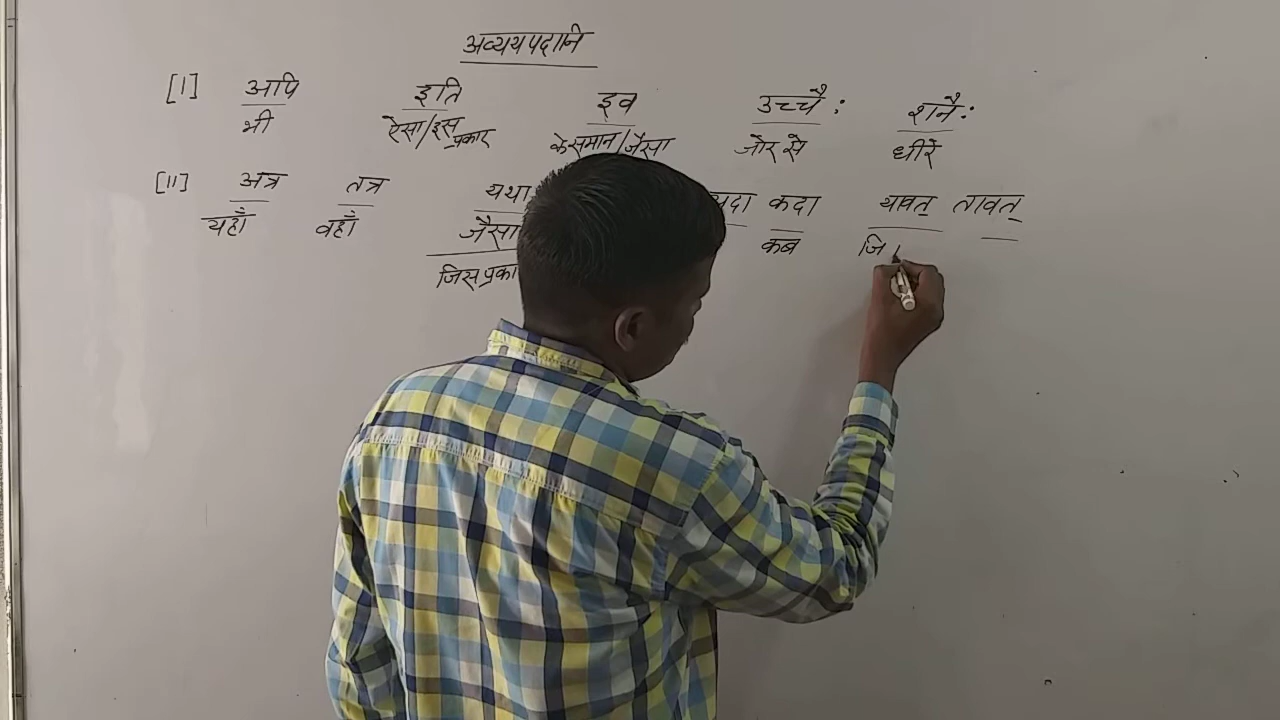 अव्ययपदानि
[I] अपि इति इव उच्चै: शनै:
भी ऐसा/इस प्रकार के समान/जैसा जोर से धीरे
[II] अत्र तत्र यथा यदा कदा यावत् तावत्
यहाँ वहाँ जैसा कब जि
जिस प्रका